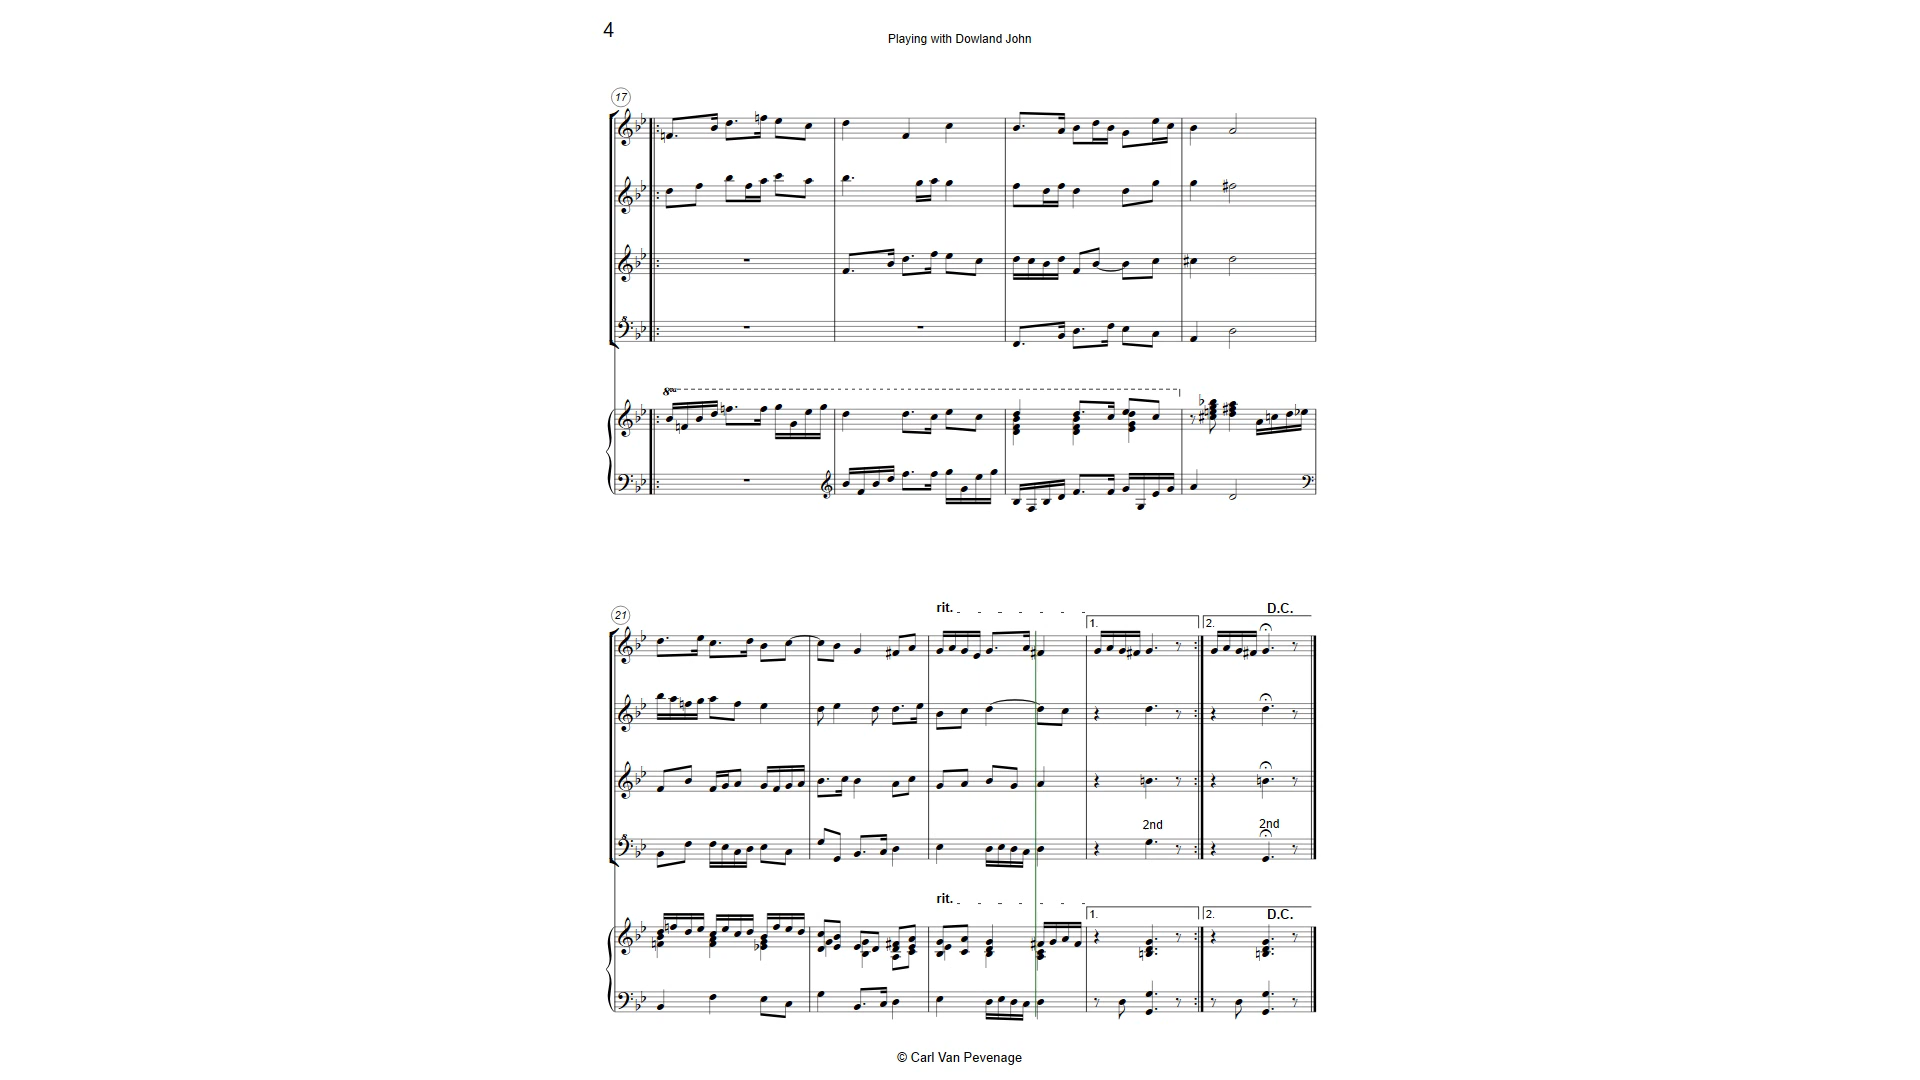 4
Playing with Dowland John
17
8va
21
rit.
1.
2.
D.C.
2nd
2nd
rit.
1.
2.
D.C.
© Carl Van Pevenage